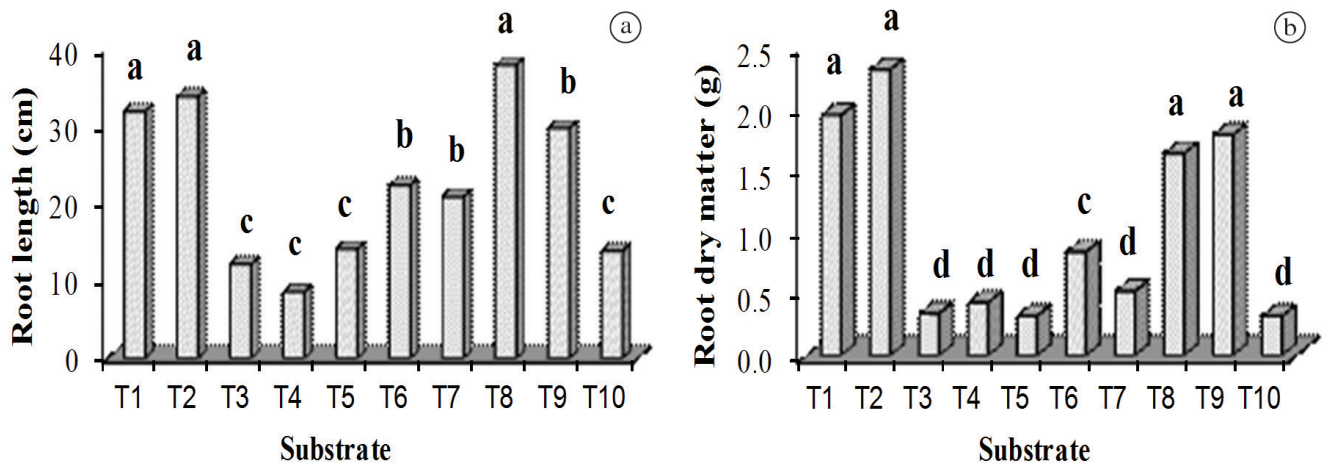 a
Root length (cm)
40
30
20
10
0
a
a
c
c
c
b
b
a
b
c
T1 T2 T3 T4 T5 T6 T7 T8 T9 T10
Substrate
b
Root dry matter (g)
2.5
2.0
1.5
1.0
0.5
0.0
a
a
d
d
d
c
d
a
a
d
T1 T2 T3 T4 T5 T6 T7 T8 T9 T10
Substrate